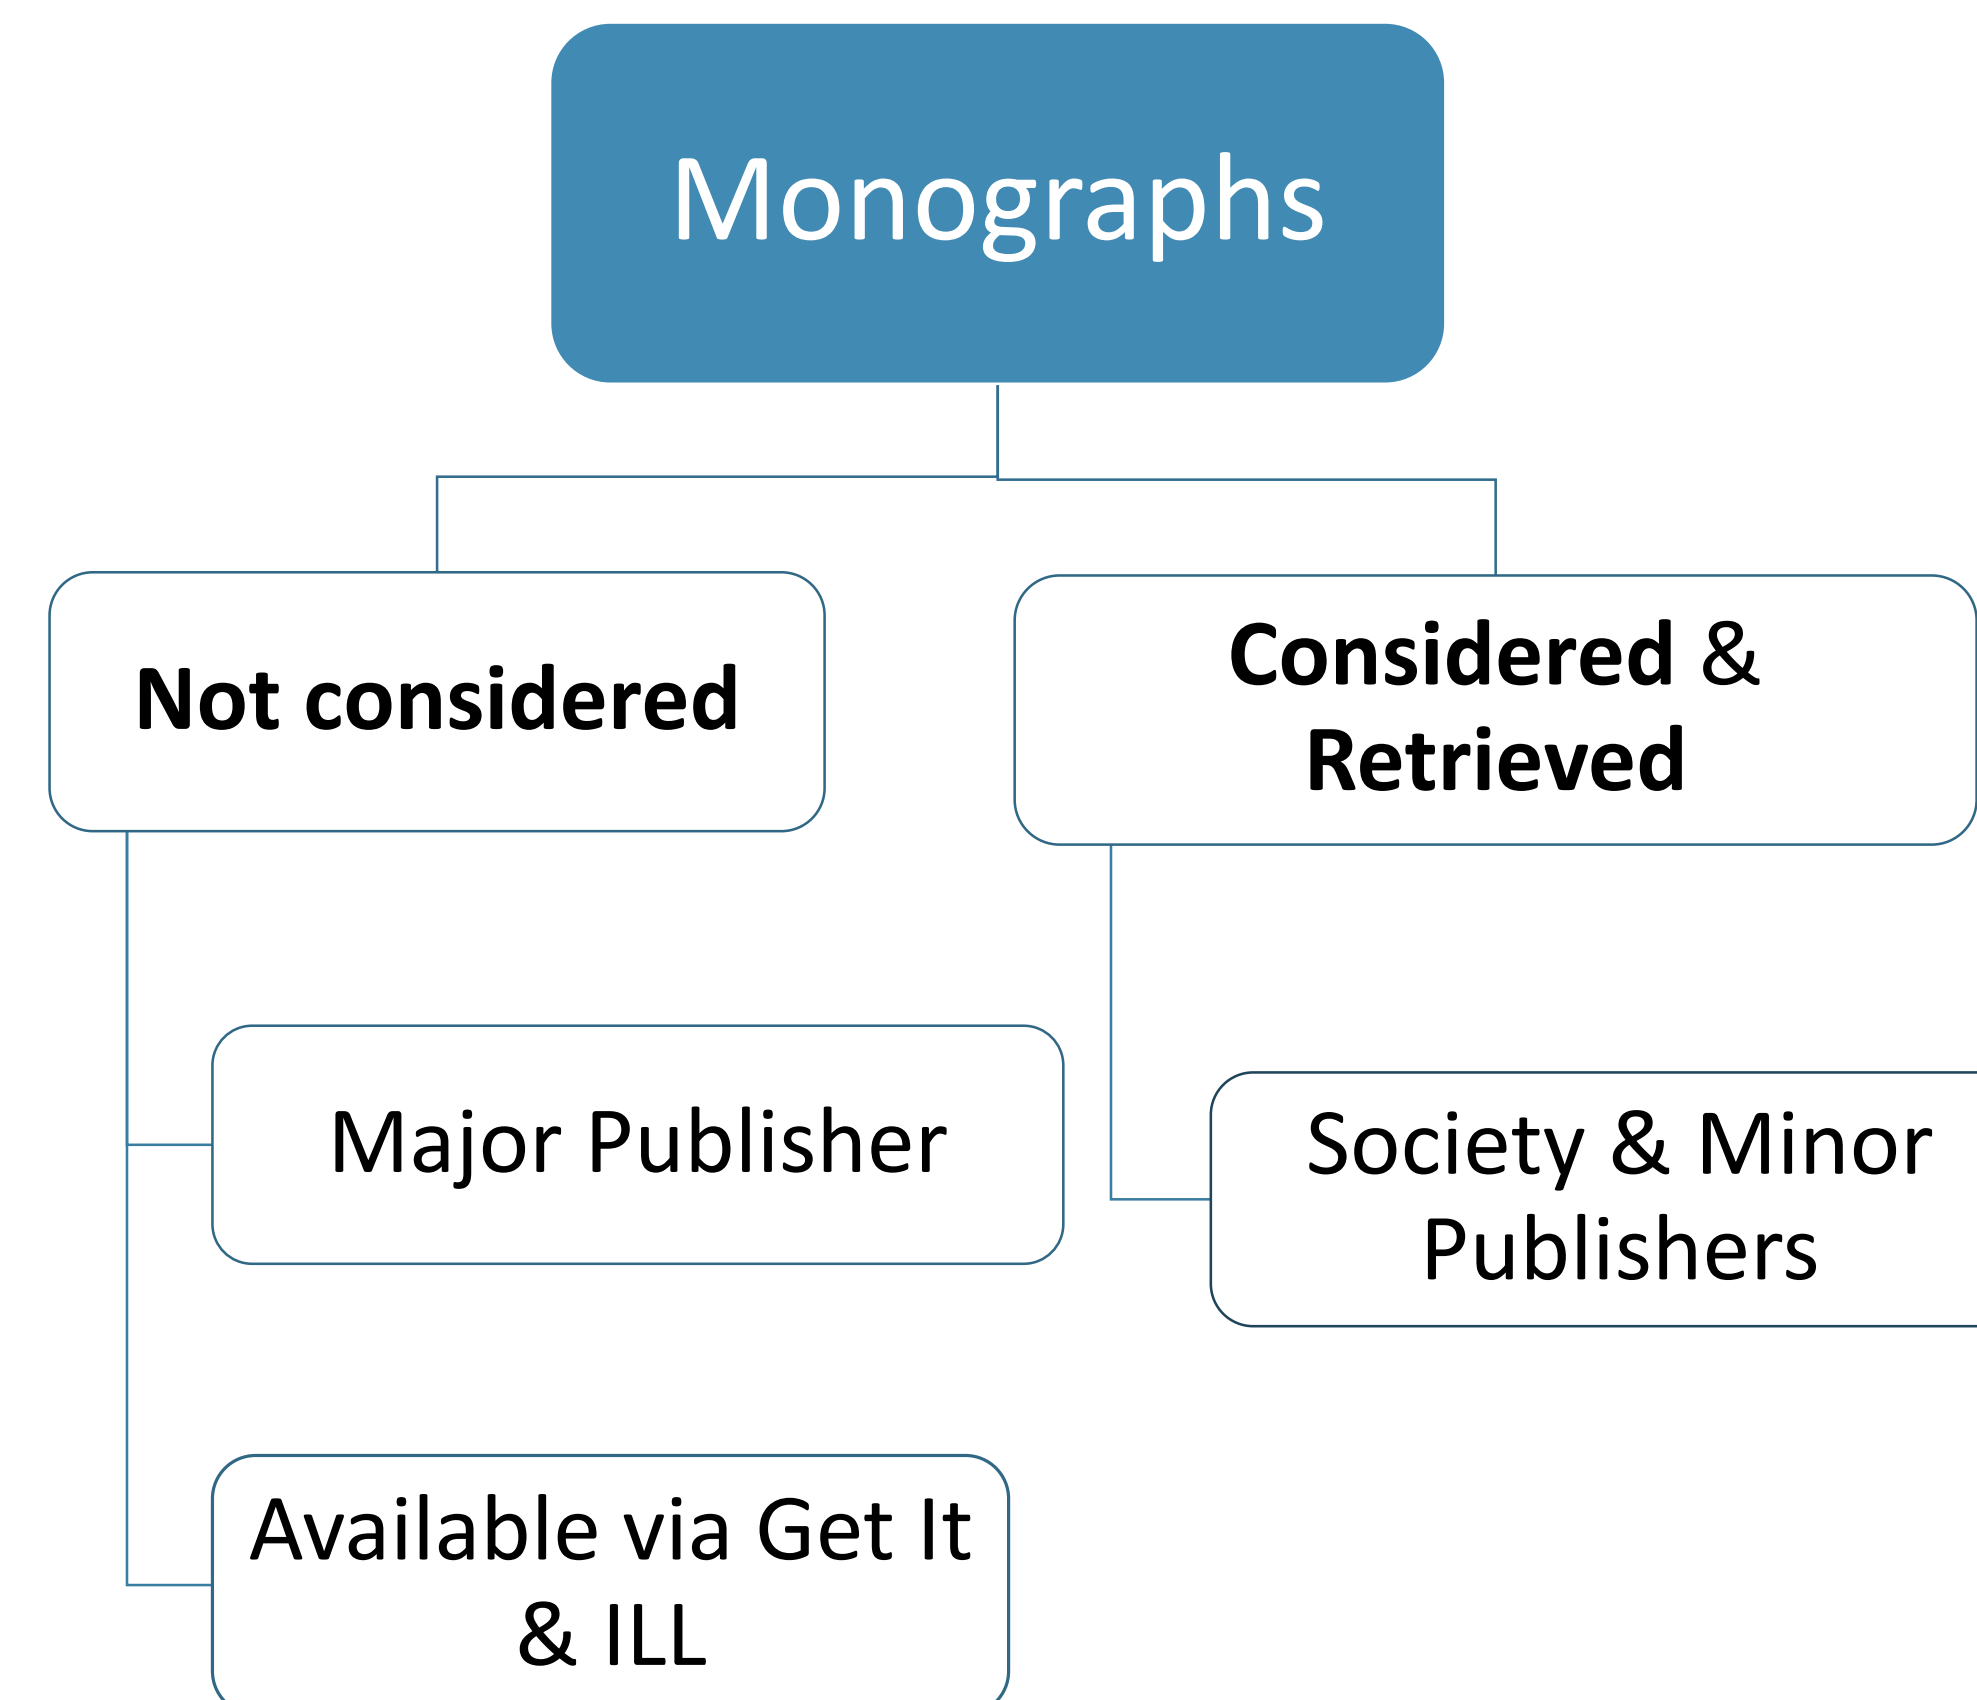 Monographs
Not considered
Considered &
Retrieved
Major Publisher
Society & Minor
Publishers
Available via Get It
& ILL